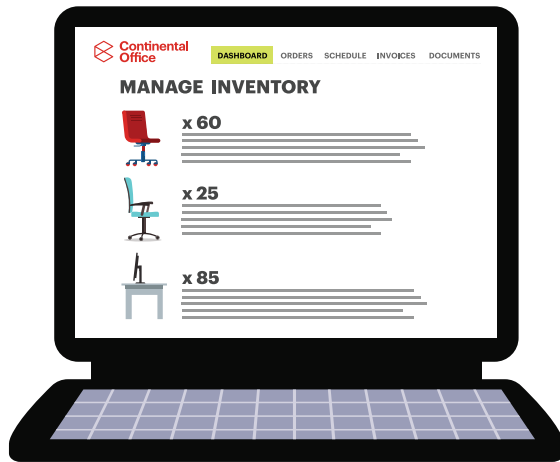 Continental
Office
DASHBOARD ORDERS SCHEDULE INVOICES DOCUMENTS
MANAGE INVENTORY
x 60
x 25
x 85